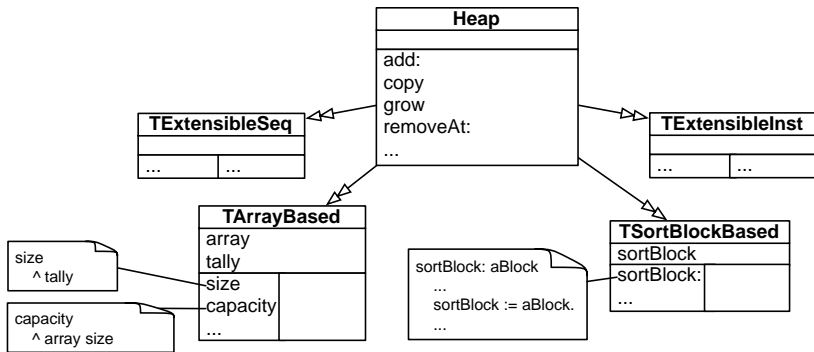 Heap
add:
copy
grow
removeAt:
...
TExtensibleSeq
... ...
TExtensibleInst
... ...
TArrayBased
array
tally
size
capacity
...
TSortBlockBased
sortBlock
sortBlock:
...
size
^ tally
capacity
^ array size
sortBlock: aBlock
...
sortBlock := aBlock.
...